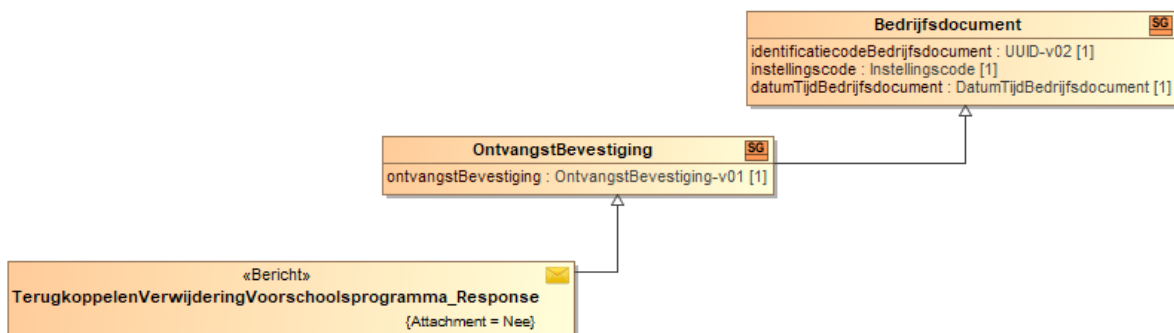 Bedrijfsdocument
SG
identificatiecodeBedrijfsdocument : UUID-v02 [1]
instellingscode : Instellingscode [1]
datumTijdBedrijfsdocument : DatumTijdBedrijfsdocument [1]
OntvangstBevestiging
SG
ontvangstBevestiging : OntvangstBevestiging-v01 [1]
«Bericht»
TerugkoppelenVerwijderingVoorschoolsprogramma_Response
{Attachment = Nee}